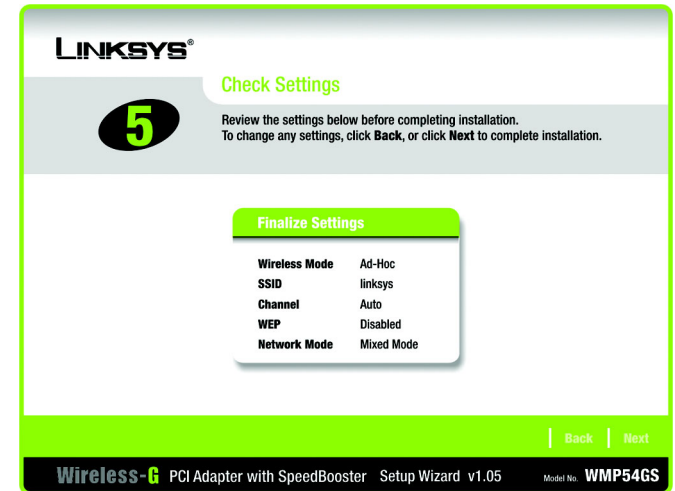 LINKSYS®
Check Settings
5
Review the settings below before completing installation.
To change any settings, click Back, or click Next to complete installation.
Finalize Settings
Wireless Mode Ad-Hoc
SSID linksys
Channel Auto
WEP Disabled
Network Mode Mixed Mode
Back Next
Wireless-G PCI Adapter with SpeedBooster Setup Wizard v1.05 Model No. WMP54GS